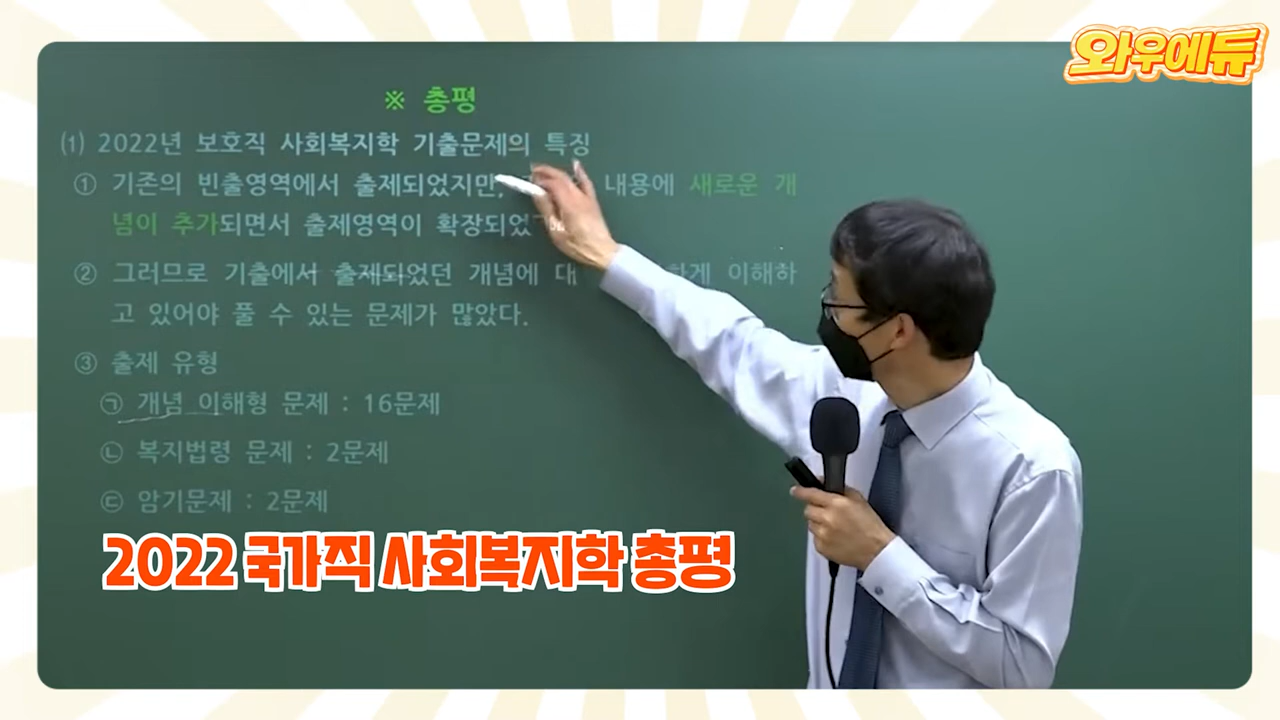 와우에듀
※ 총평
⑴ 2022년 보호직 사회복지학 기출문제의 특징
① 기존의 빈출영역에서 출제되었지만, 내용에 새로운 개
념이 추가되면서 출제영역이 확장되었
② 그러므로 기출에서 출제되었던 개념에 대 하게 이해하
고 있어야 풀 수 있는 문제가 많았다.
③ 출제 유형
㉠ 개념 이해형 문제 : 16문제
㉡ 복지법령 문제 : 2문제
㉢ 암기문제 : 2문제
2022 국가직 사회복지학 총평